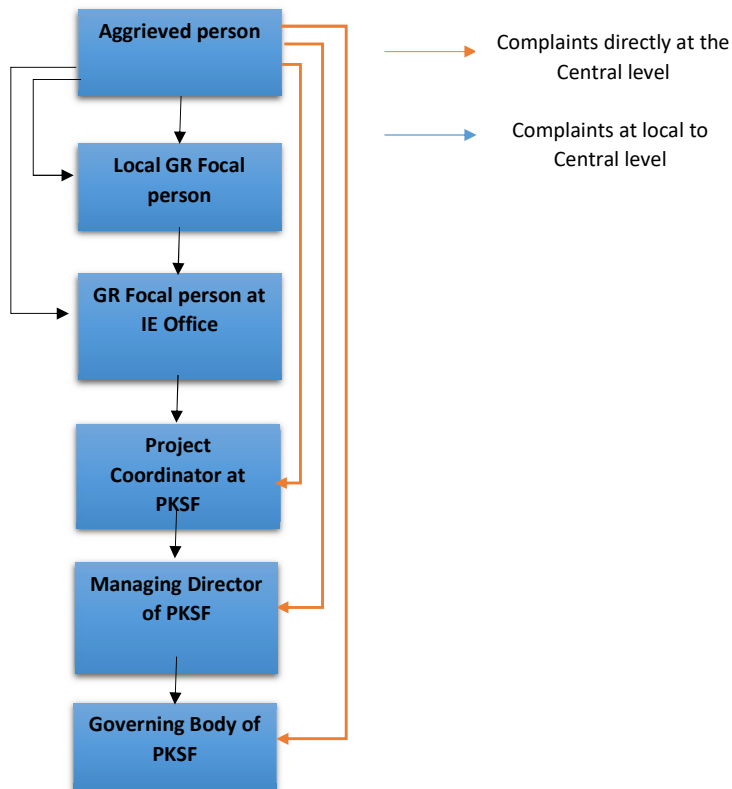 Aggrieved person
Complaints directly at the
Central level
Complaints at local to
Central level
Local GR Focal
person
GR Focal person at
IE Office
Project
Coordinator at
PKSF
Managing Director
of PKSF
Governing Body of
PKSF